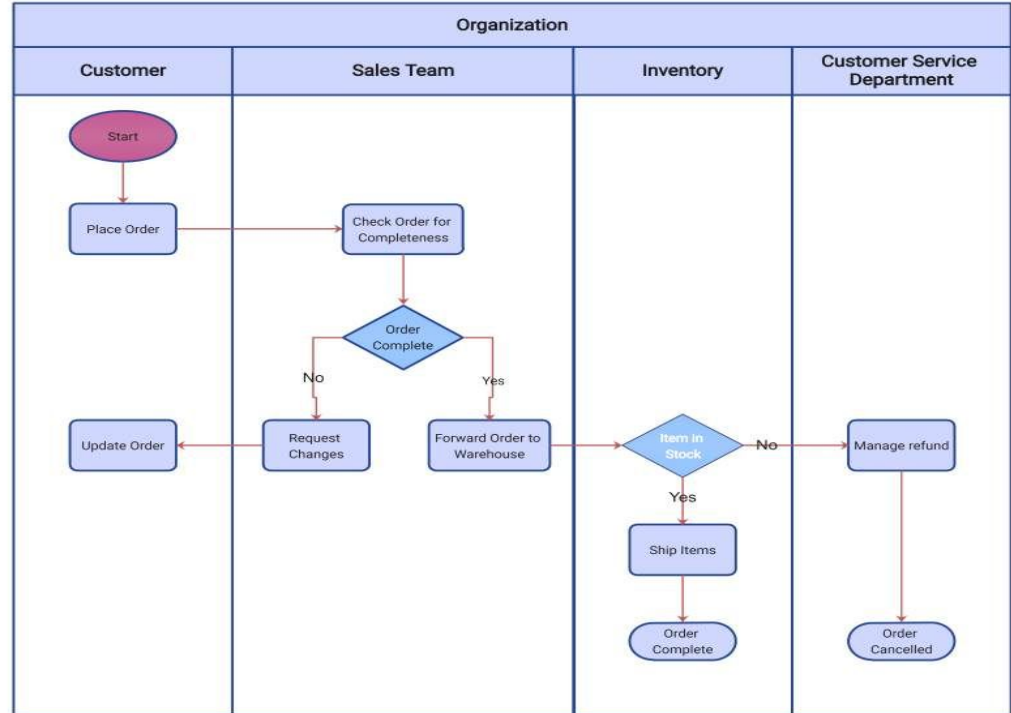 Organization
Customer
Sales Team
Inventory
Customer Service
Department
Start
Place Order
Check Order for
Completeness
Order
Complete
No
Yes
Update Order
Request
Changes
Forward Order to
Warehouse
Item in
Stock
No
Manage refund
Yes
Ship Items
Order
Complete
Order
Cancelled